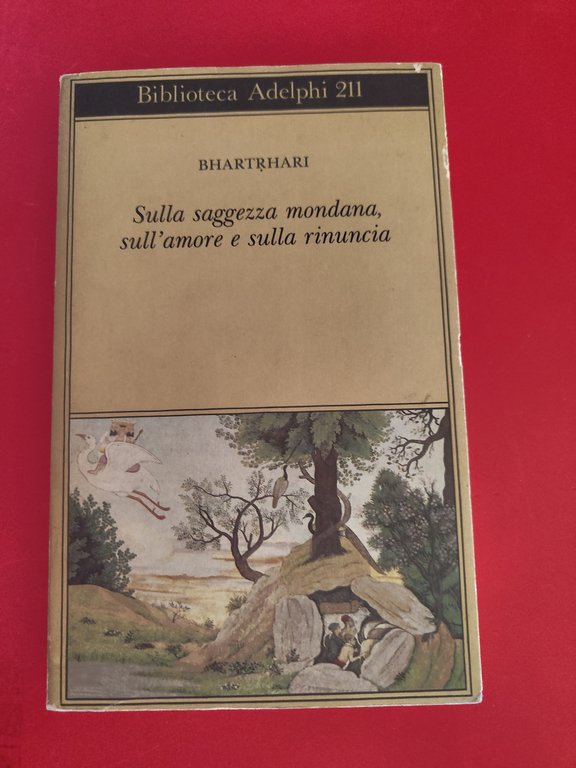 Biblioteca Adelphi 211
BHARTṚHARI
Sulla saggezza mondana,
sull'amore e sulla rinuncia